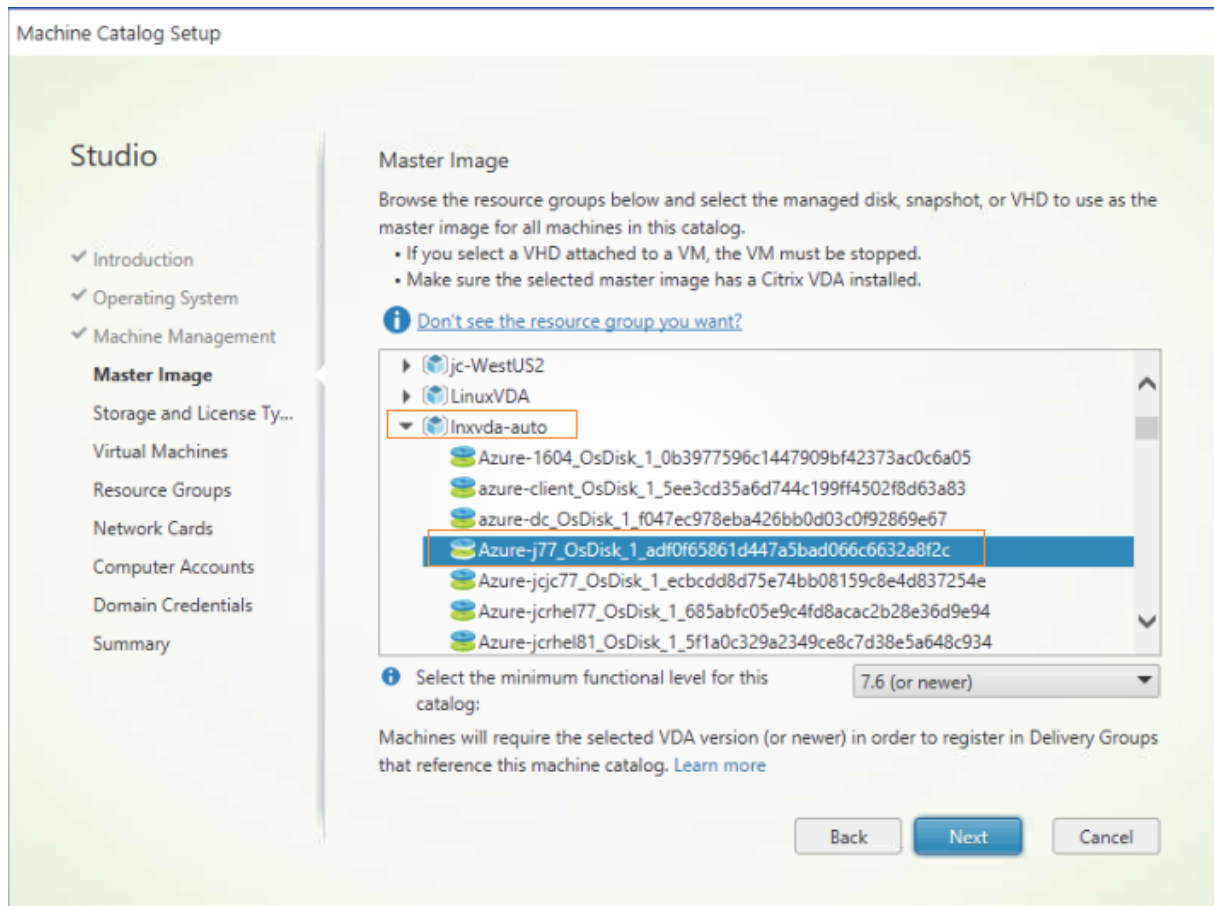 Machine Catalog Setup
Studio
Introduction
Operating System
Machine Management
Master Image
Storage and License Ty...
Virtual Machines
Resource Groups
Network Cards
Computer Accounts
Domain Credentials
Summary
Master Image
Browse the resource groups below and select the managed disk, snapshot, or VHD to use as the
master image for all machines in this catalog.
• If you select a VHD attached to a VM, the VM must be stopped.
• Make sure the selected master image has a Citrix VDA installed.
Don't see the resource group you want?
jc-WestUS2
LinuxVDA
lnxvda-auto
Azure-1604_OsDisk_1_0b3977596c1447909bf42373ac0c6a05
azure-client_OsDisk_1_5ee3cd35a6d744c199ff4502f8d63a83
azure-dc_OsDisk_1_f047ec978eba426bb0d03c0f92869e67
Azure-j77_OsDisk_1_adf0f65861d447a5bad066c6632a8f2c
Azure-jcjc77_OsDisk_1_ecbcdd8d75e74bb08159c8e4d837254e
Azure-jcrhel77_OsDisk_1_685abfc05e9c4fd8acac2b28e36d9e94
Azure-jcrhel81_OsDisk_1_5f1a0c329a2349ce8c7d38e5a648c934
Select the minimum functional level for this
catalog:
7.6 (or newer)
Machines will require the selected VDA version (or newer) in order to register in Delivery Groups
that reference this machine catalog. Learn more
Back
Next
Cancel